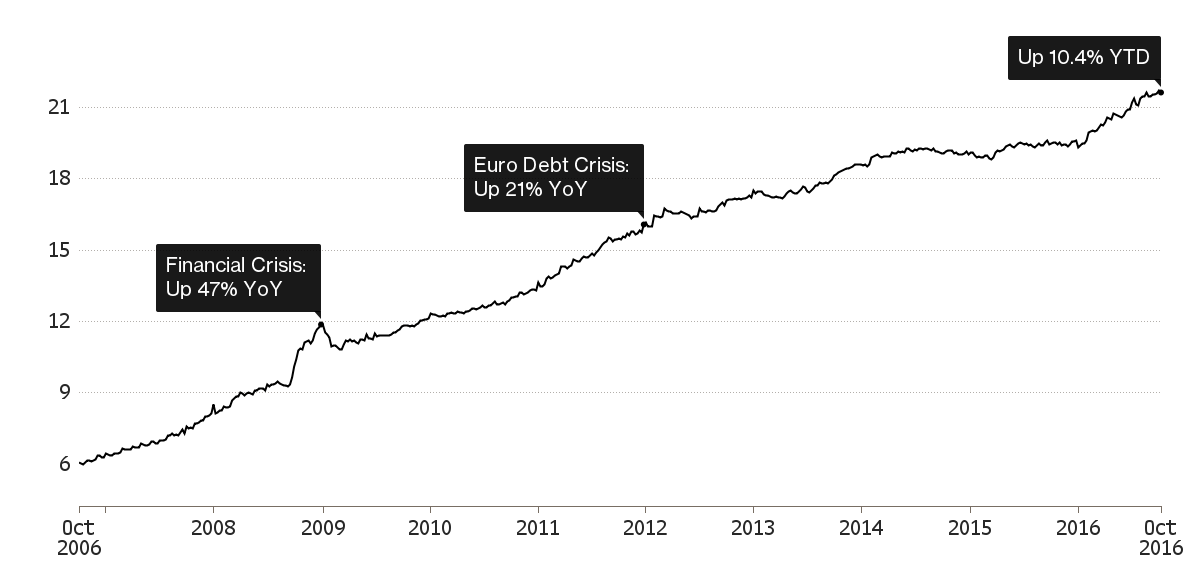 Up 10.4% YTD
21
Euro Debt Crisis:
Up 21% YoY
18
15
Financial Crisis:
Up 47% YoY
12
9
6
Oct
2006
2008
2009
2010
2011
2012
2013
2014
2015
2016
Oct
2016